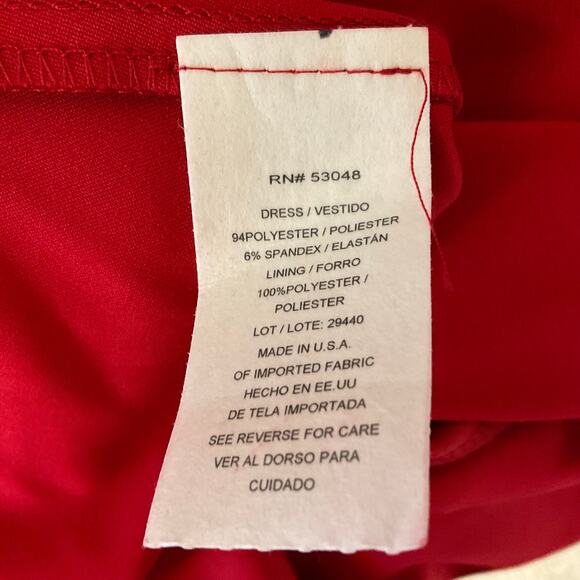 RN# 53048
DRESS / VESTIDO
94POLYESTER / POLIESTER
6% SPANDEX / ELASTÁN
LINING / FORRO
100%POLYESTER /
POLIESTER
LOT / LOTE: 29440
MADE IN U.S.A.
OF IMPORTED FABRIC
HECHO EN EE.UU
DE TELA IMPORTADA
SEE REVERSE FOR CARE
VER AL DORSO PARA
CUIDADO